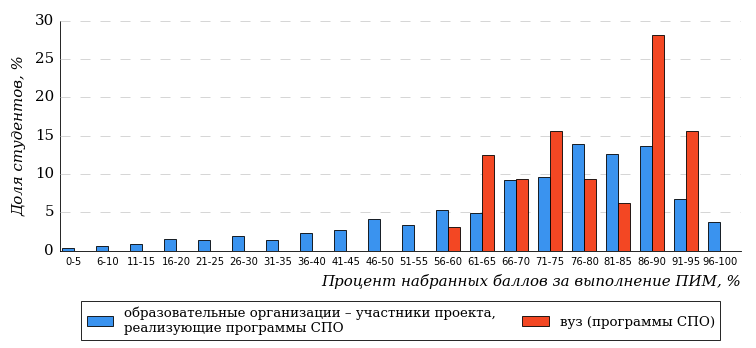 30
25
20
15
10
5
0
Доля студентов, %
0-5 6-10 11-15 16-20 21-25 26-30 31-35 36-40 41-45 46-50 51-55 56-60 61-65 66-70 71-75 76-80 81-85 86-90 91-95 96-100
Процент набранных баллов за выполнение ПИМ, %
образовательные организации – участники проекта,
реализующие программы СПО
вуз (программы СПО)